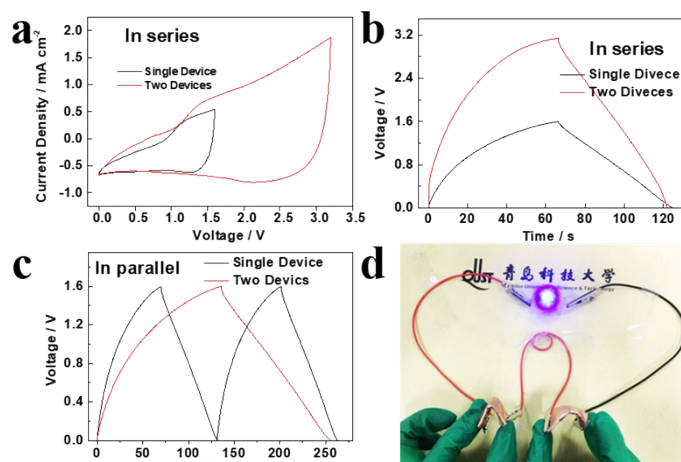 a
In series
Single Device
Two Devices
Current Density / mA cm-2
2.0
1.5
1.0
0.5
0.0
-0.5
-1.0
0.0 0.5 1.0 1.5 2.0 2.5 3.0 3.5
Voltage / V
b
In series
Single Divece
Two Diveces
Voltage / V
3.2
2.4
1.6
0.8
0.0
0 20 40 60 80 100 120
Time / s
c
In parallel
Single Device
Two Devics
Voltage / V
1.6
1.2
0.8
0.4
0.0
0 50 100 150 200 250
d
QUST 青岛科技大学
Science & Technology